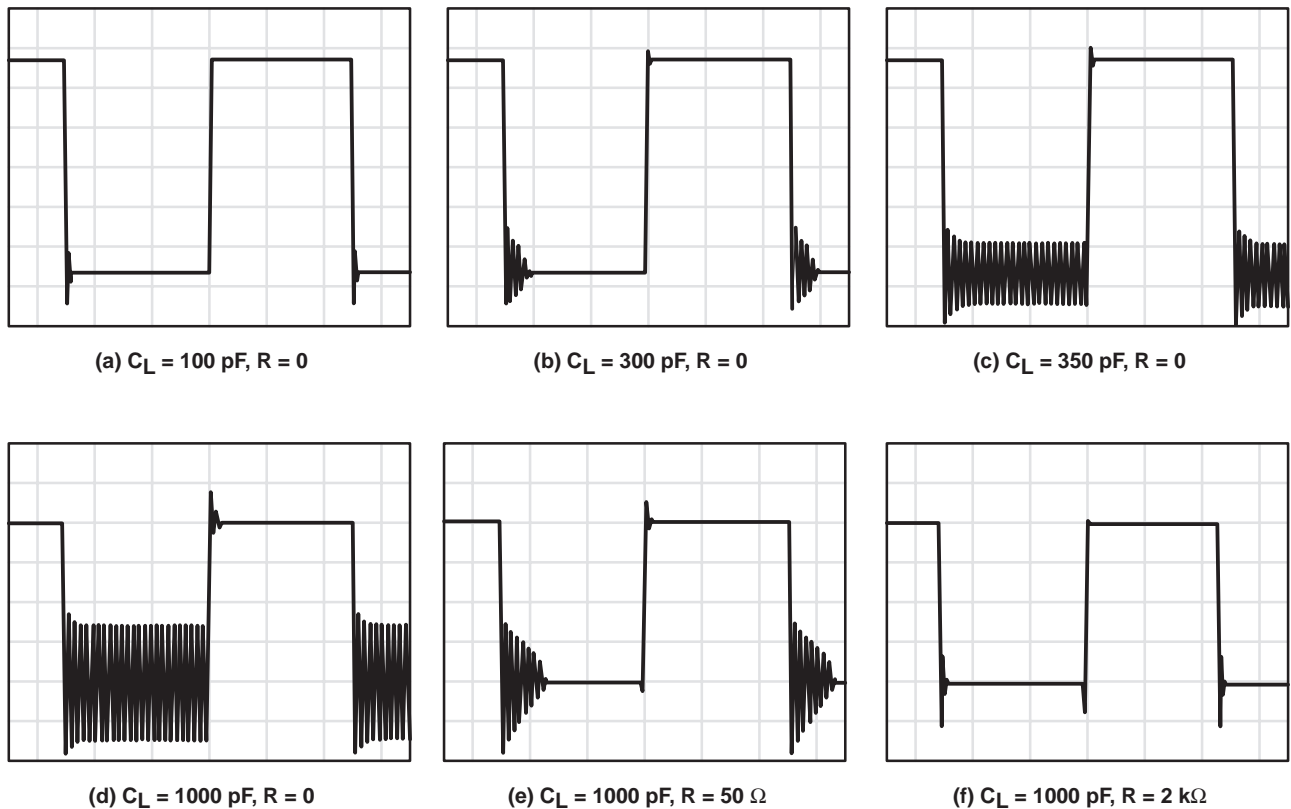 (a) CL = 100 pF, R = 0
(b) CL = 300 pF, R = 0
(c) CL = 350 pF, R = 0
(d) CL = 1000 pF, R = 0
(e) CL = 1000 pF, R = 50 Ω
(f) CL = 1000 pF, R = 2 kΩ